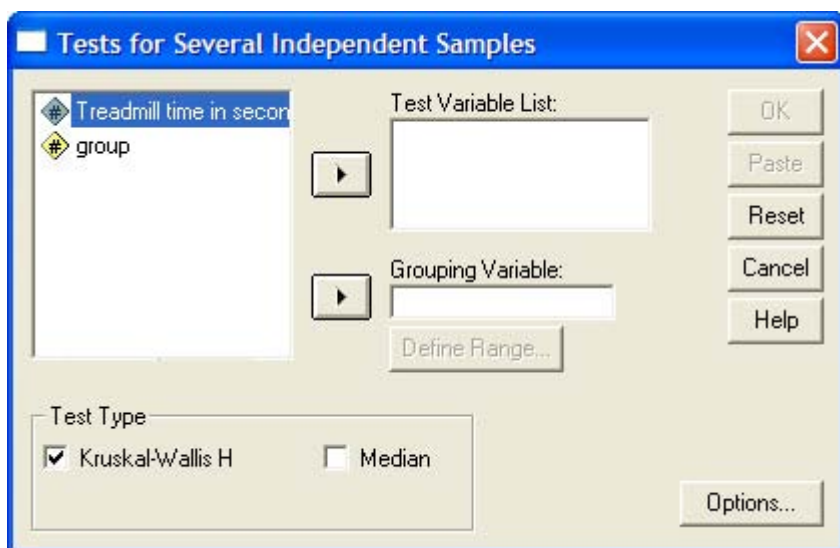 Tests for Several Independent Samples
Treadmill time in secon
group
Test Variable List:
Grouping Variable:
Define Range...
OK
Paste
Reset
Cancel
Help
Test Type
Kruskal-Wallis H
Median
Options...